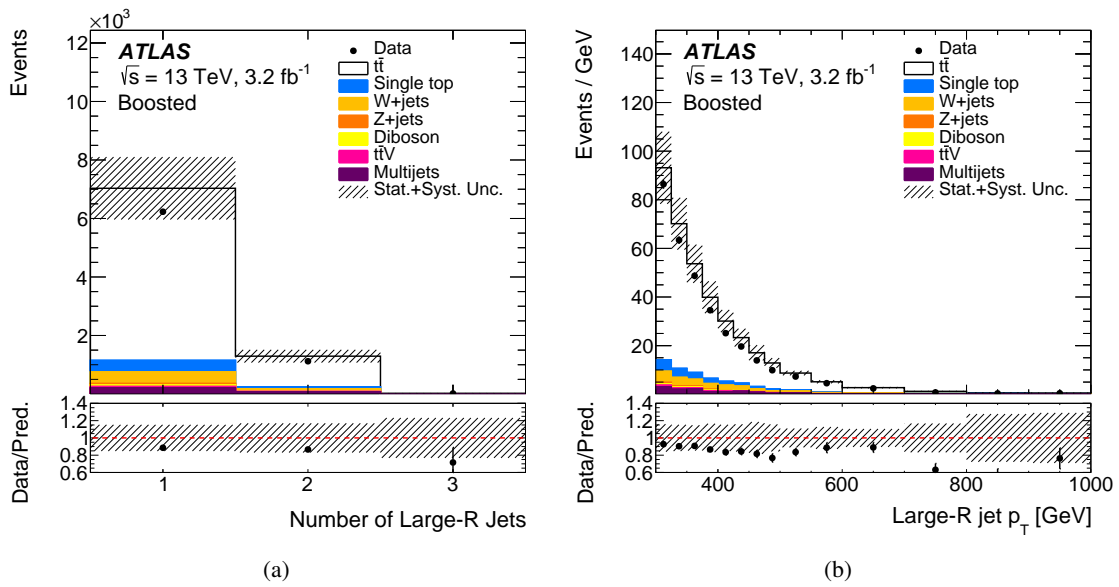 ×10³
Events
12
10
8
6
4
2
ATLAS
√s = 13 TeV, 3.2 fb⁻¹
Boosted
Data
tt̄
Single top
W+jets
Z+jets
Diboson
tt̄V
Multijets
Stat.+Syst. Unc.
Data/Pred.
1.4
1.2
1
0.8
0.6
1 2 3
Number of Large-R Jets
(a)
Events / GeV
140
120
100
80
60
40
20
ATLAS
√s = 13 TeV, 3.2 fb⁻¹
Boosted
Data
tt̄
Single top
W+jets
Z+jets
Diboson
tt̄V
Multijets
Stat.+Syst. Unc.
Data/Pred.
1.4
1.2
1
0.8
0.6
400 600 800 1000
Large-R jet p_T [GeV]
(b)